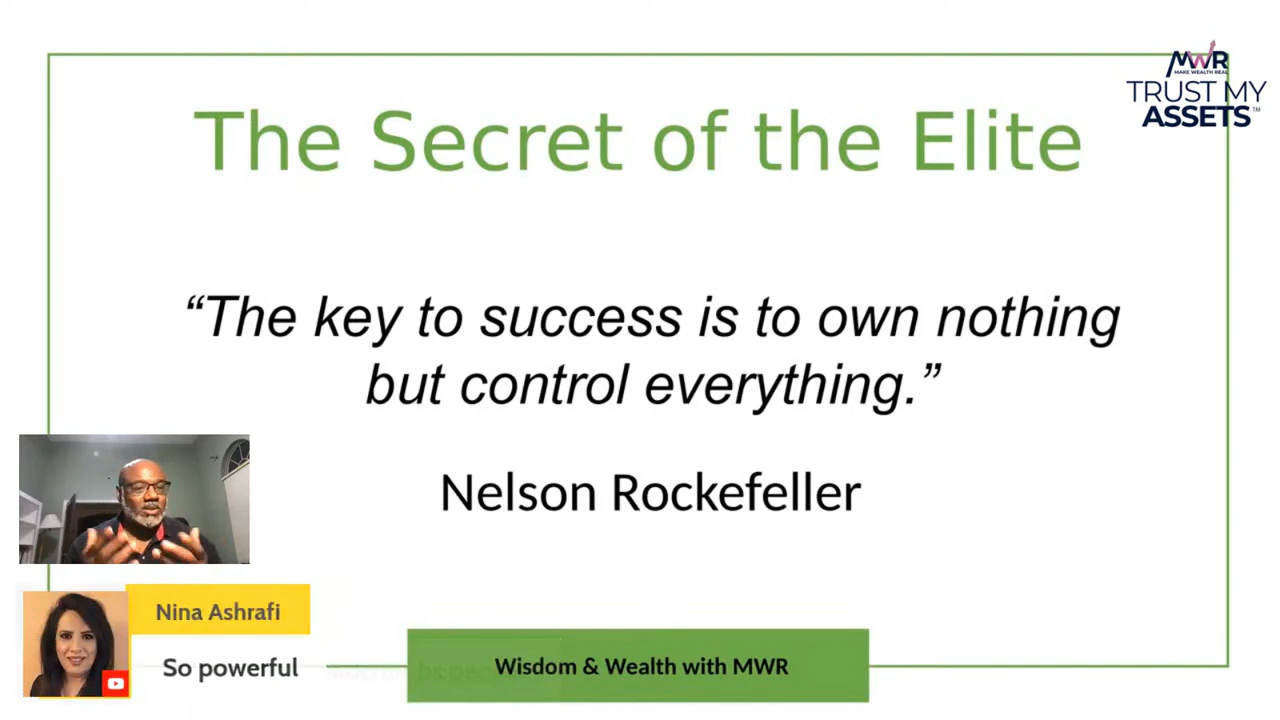 MWR
MAKE WEALTH REAL
TRUST MY
ASSETS™
The Secret of the Elite
“The key to success is to own nothing
but control everything.”
Nelson Rockefeller
Nina Ashrafi
So powerful
Wisdom & Wealth with MWR